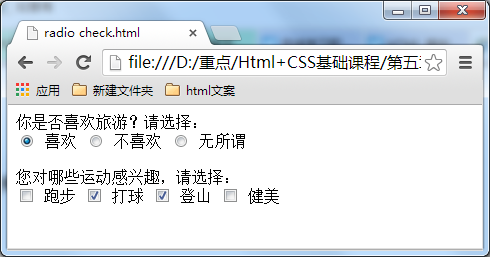 radio check.html
file:///D:/重点/Html+CSS基础课程/第五
应用 新建文件夹 html文案
你是否喜欢旅游？请选择：
喜欢 不喜欢 无所谓
您对哪些运动感兴趣，请选择：
跑步 打球 登山 健美